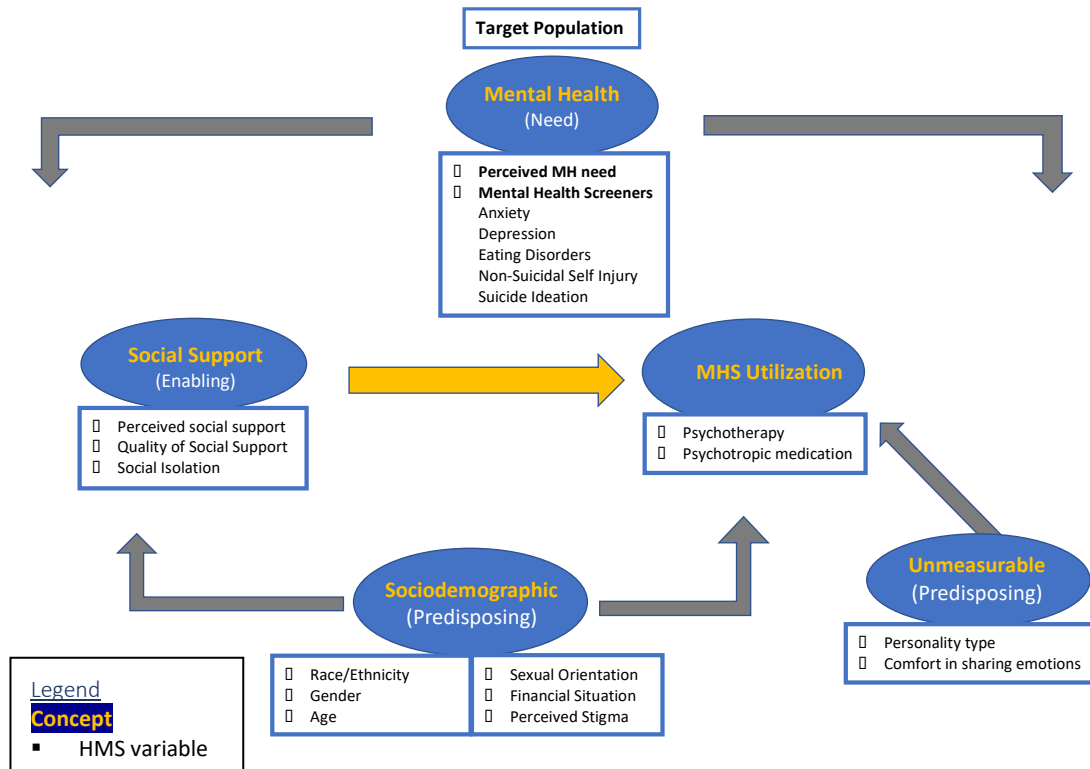 Target Population
Mental Health
(Need)
Perceived MH need
Mental Health Screeners
Anxiety
Depression
Eating Disorders
Non-Suicidal Self Injury
Suicide Ideation
Social Support
(Enabling)
Perceived social support
Quality of Social Support
Social Isolation
MHS Utilization
Psychotherapy
Psychotropic medication
Sociodemographic
(Predisposing)
Race/Ethnicity
Gender
Age
Sexual Orientation
Financial Situation
Perceived Stigma
Unmeasurable
(Predisposing)
Personality type
Comfort in sharing emotions
Legend
Concept
▪ HMS variable